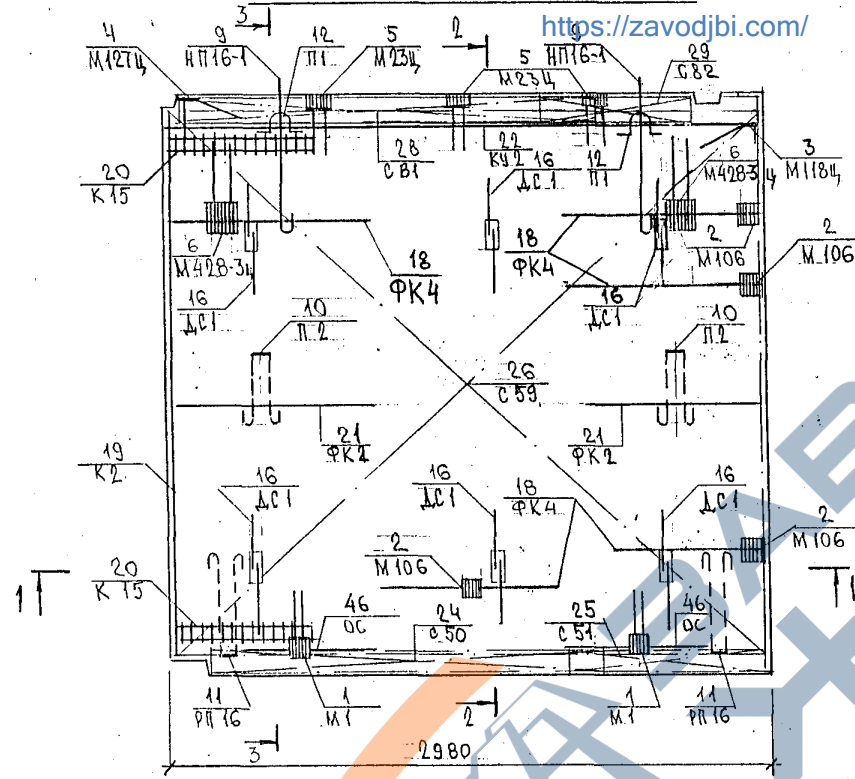 https://zavodjbi.com/
3
4
М127Ц
9
НП16-1
12
П1
5
М23Ц
2
5
М23Ц
9
НП16-1
29
С82
20
К15
28
СВ1
22
КУ2
16
ДС1
12
П1
6
М428-3Ц
3
М118Ц
6
М428-3Ц
18
ФК4
18
ФК4
2
М106
2
М106
16
ДС1
16
ДС1
10
П2
10
П2
26
С59
21
ФК2
21
ФК2
19
К2
16
ДС1
16
ДС1
18
ФК4
16
ДС1
2
М106
2
М106
1
1
20
К15
46
ОС
24
С50
25
С51
46
ОС
11
РП16
1
М1
2
1
М1
11
РП16
3
2980